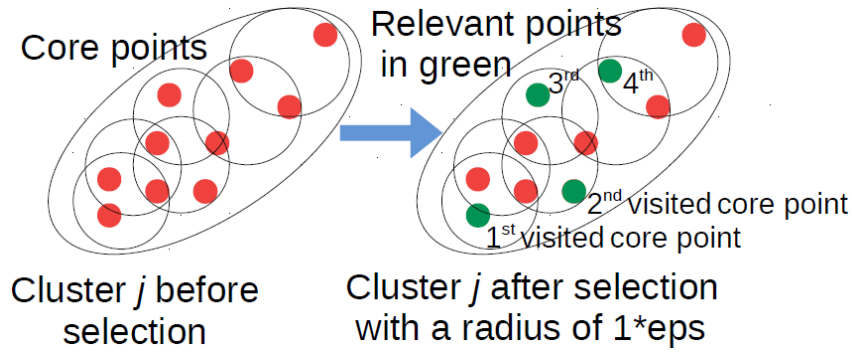 Core points
Relevant points
in green
3rd
4th
2nd visited core point
1st visited core point
Cluster j before
selection
Cluster j after selection
with a radius of 1*eps